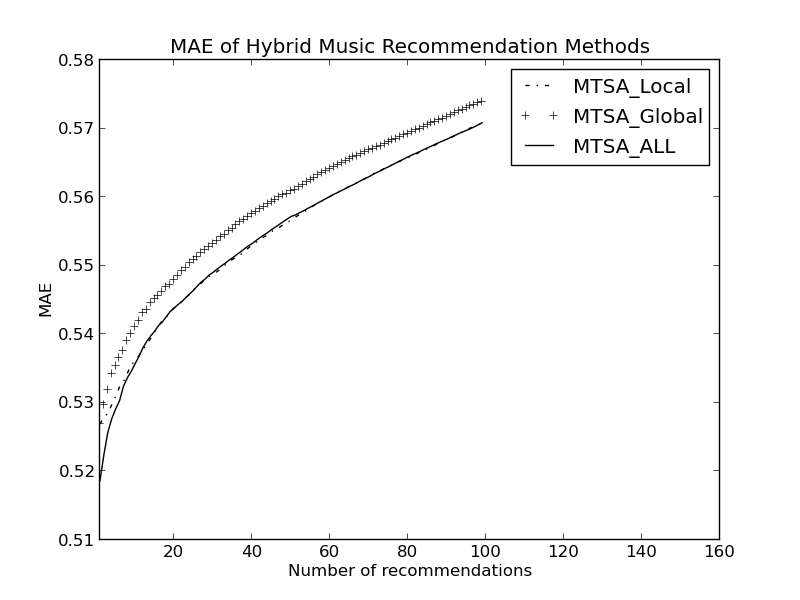 MAE of Hybrid Music Recommendation Methods
0.58
0.57
0.56
0.55
0.54
0.53
0.52
0.51
MAE
MTSA_Local
MTSA_Global
MTSA_ALL
20 40 60 80 100 120 140 160
Number of recommendations